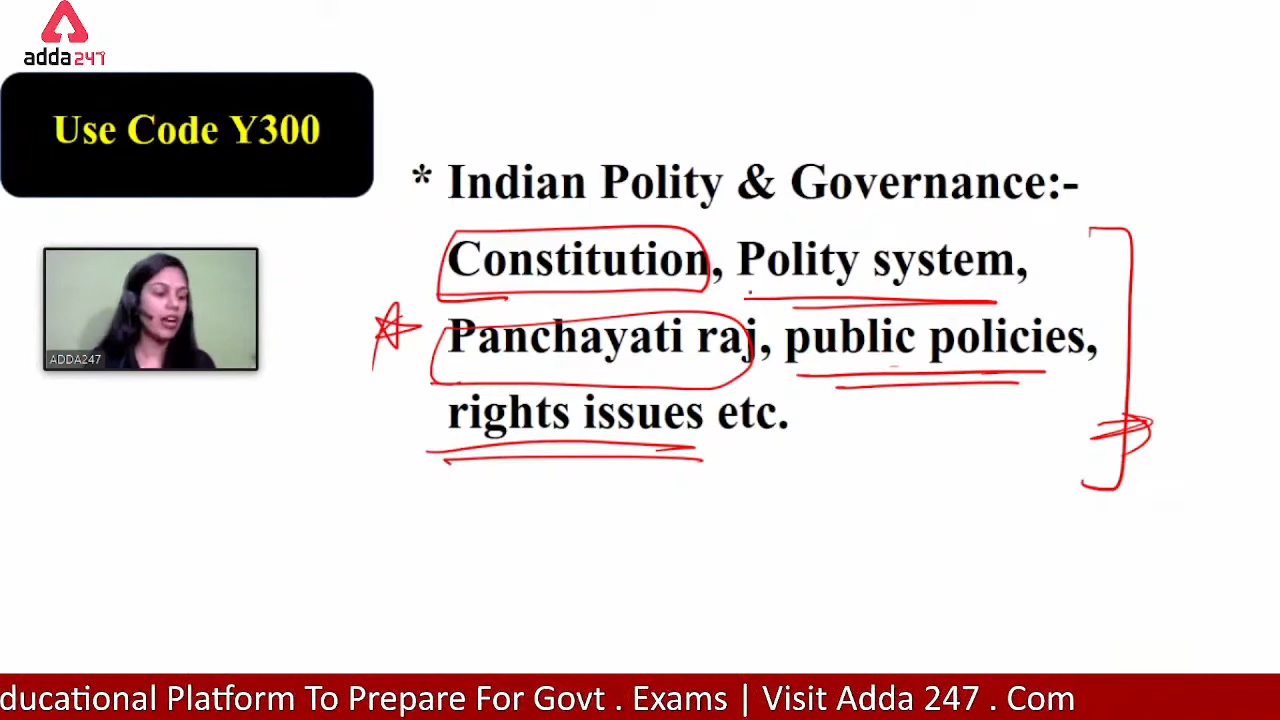 adda247
Use Code Y300
* Indian Polity & Governance:-
Constitution, Polity system,
Panchayati raj, public policies,
rights issues etc.
ADDA247
ducational Platform To Prepare For Govt . Exams | Visit Adda 247 . Com